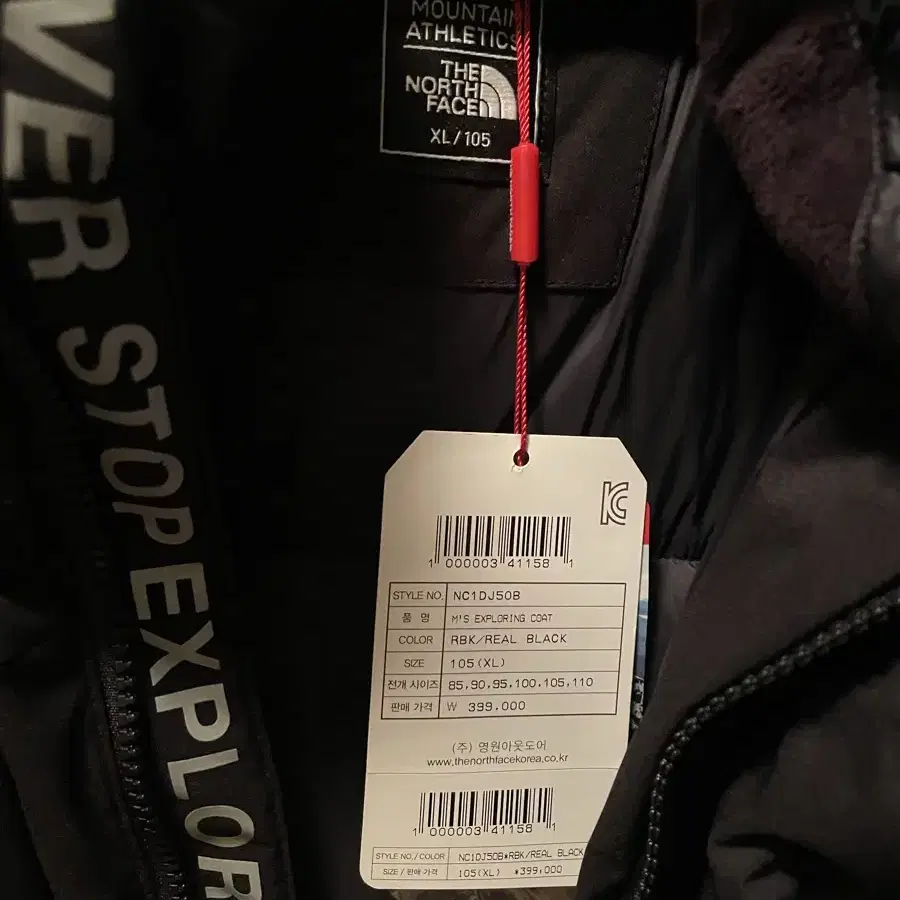 MOUNTAIN
ATHLETICS
THE
NORTH
FACE
XL/105
VER STOP EXPLOR
1 000003 41158 1
STYLE NO. NC1DJ50B
품 명 M'S EXPLORING COAT
COLOR RBK/REAL BLACK
SIZE 105(XL)
전개 사이즈 85,90,95,100,105,110
판매 가격 ₩ 399,000
(주) 영원아웃도어
www.thenorthfacekorea.co.kr
1 000003 41158 1
STYLE NO./COLOR NC1DJ50B*RBK/REAL BLACK
SIZE / 판매 가격 105(XL) ₩399,000